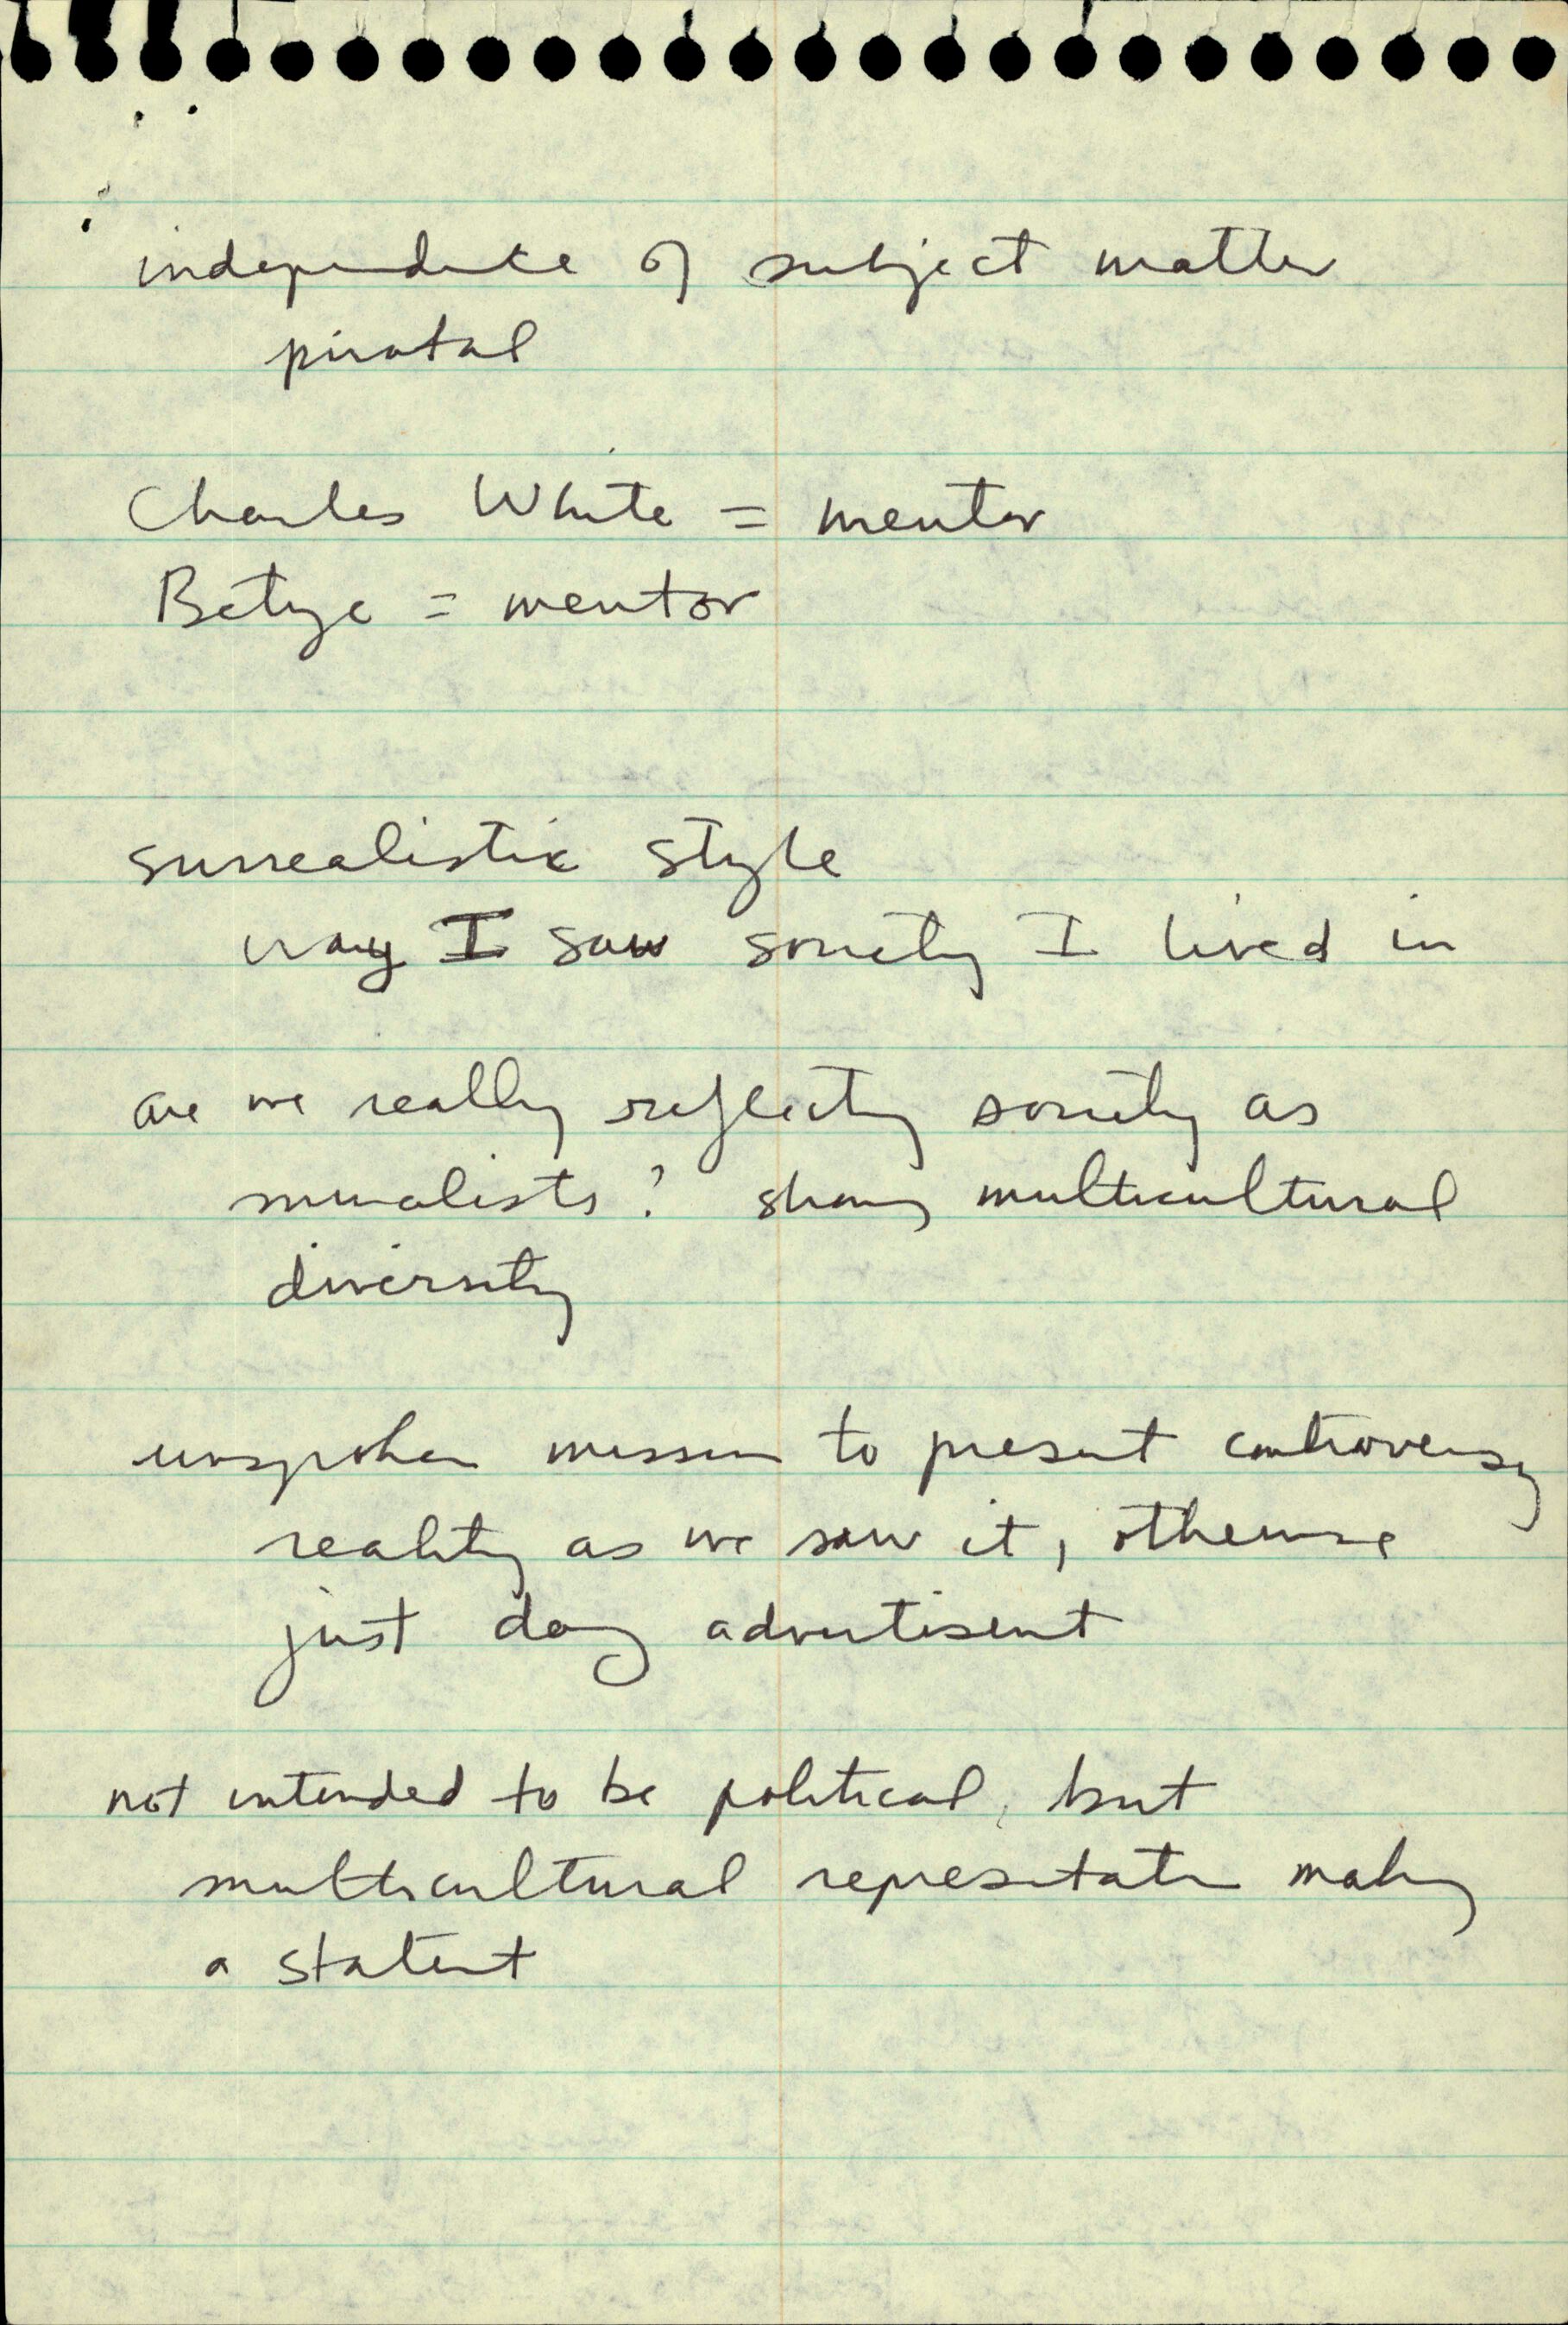 independence of subject matter
pivotal
Charles White = mentor
Betye = mentor
surrealistic style
way I saw society I lived in
are we really reflecting society as
muralists? showing multicultural
diversity
unspoken mission to present controversy
reality as we saw it, otherwise
just doing advertisement
not intended to be political, but
multicultural representation making
a statement